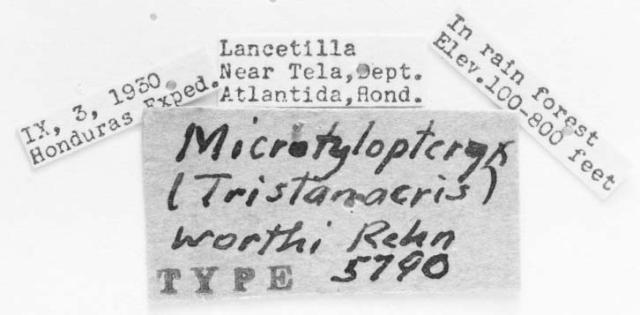 IX, 3, 1930.
Honduras Exped.
Lancetilla
Near Tela, Dept.
Atlantida, Hond.
In rain forest
Elev.100-800 feet
Microtylopteryx
(Tristanacris)
worthi Rehn
TYPE 5790